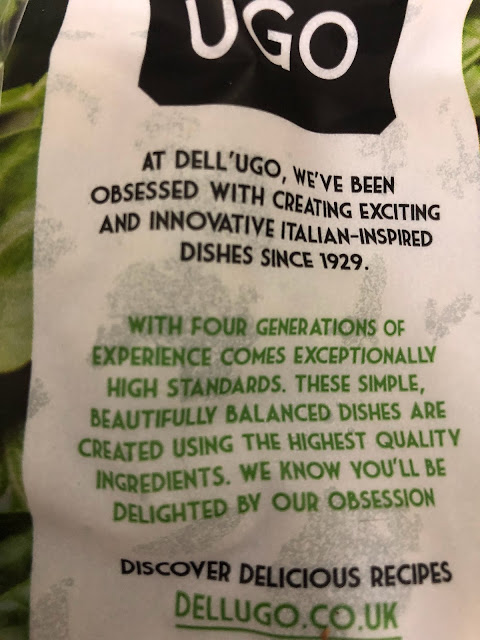 UGO
AT DELL'UGO, WE'VE BEEN
OBSESSED WITH CREATING EXCITING
AND INNOVATIVE ITALIAN-INSPIRED
DISHES SINCE 1929.
WITH FOUR GENERATIONS OF
EXPERIENCE COMES EXCEPTIONALLY
HIGH STANDARDS. THESE SIMPLE,
BEAUTIFULLY BALANCED DISHES ARE
CREATED USING THE HIGHEST QUALITY
INGREDIENTS. WE KNOW YOU'LL BE
DELIGHTED BY OUR OBSESSION
DISCOVER DELICIOUS RECIPES
DELLUGO.CO.UK